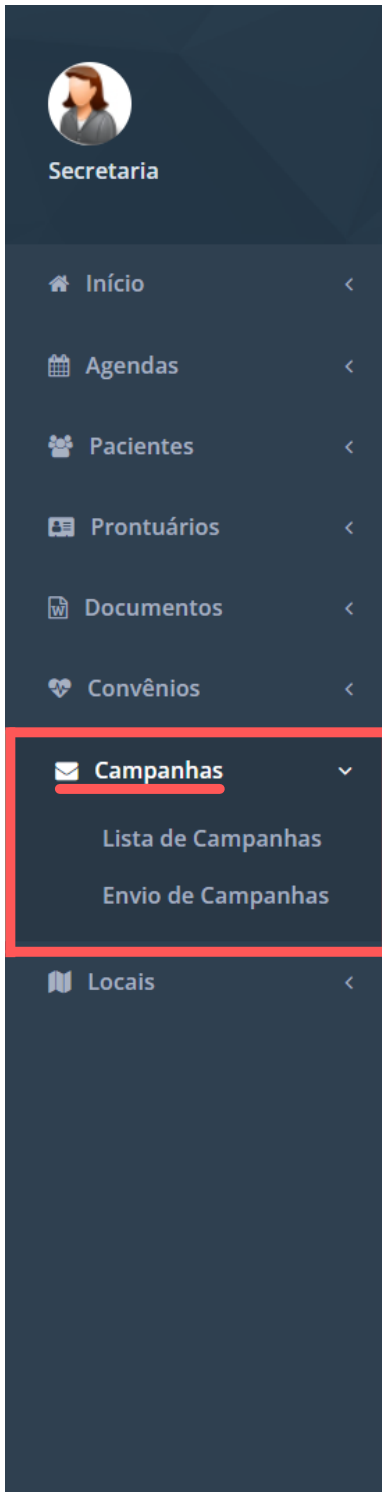 Secretaria
Início
Agendas
Pacientes
Prontuários
Documentos
Convênios
Campanhas
Lista de Campanhas
Envio de Campanhas
Locais